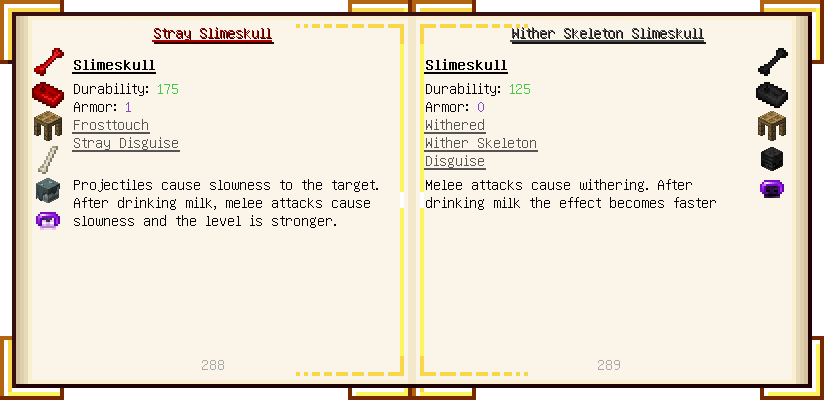 Stray Slimeskull
Slimeskull
Durability: 175
Armor: 1
Frosttouch
Stray Disguise
Projectiles cause slowness to the target.
After drinking milk, melee attacks cause
slowness and the level is stronger.
288
Wither Skeleton Slimeskull
Slimeskull
Durability: 125
Armor: 0
Withered
Wither Skeleton
Disguise
Melee attacks cause withering. After
drinking milk the effect becomes faster
289